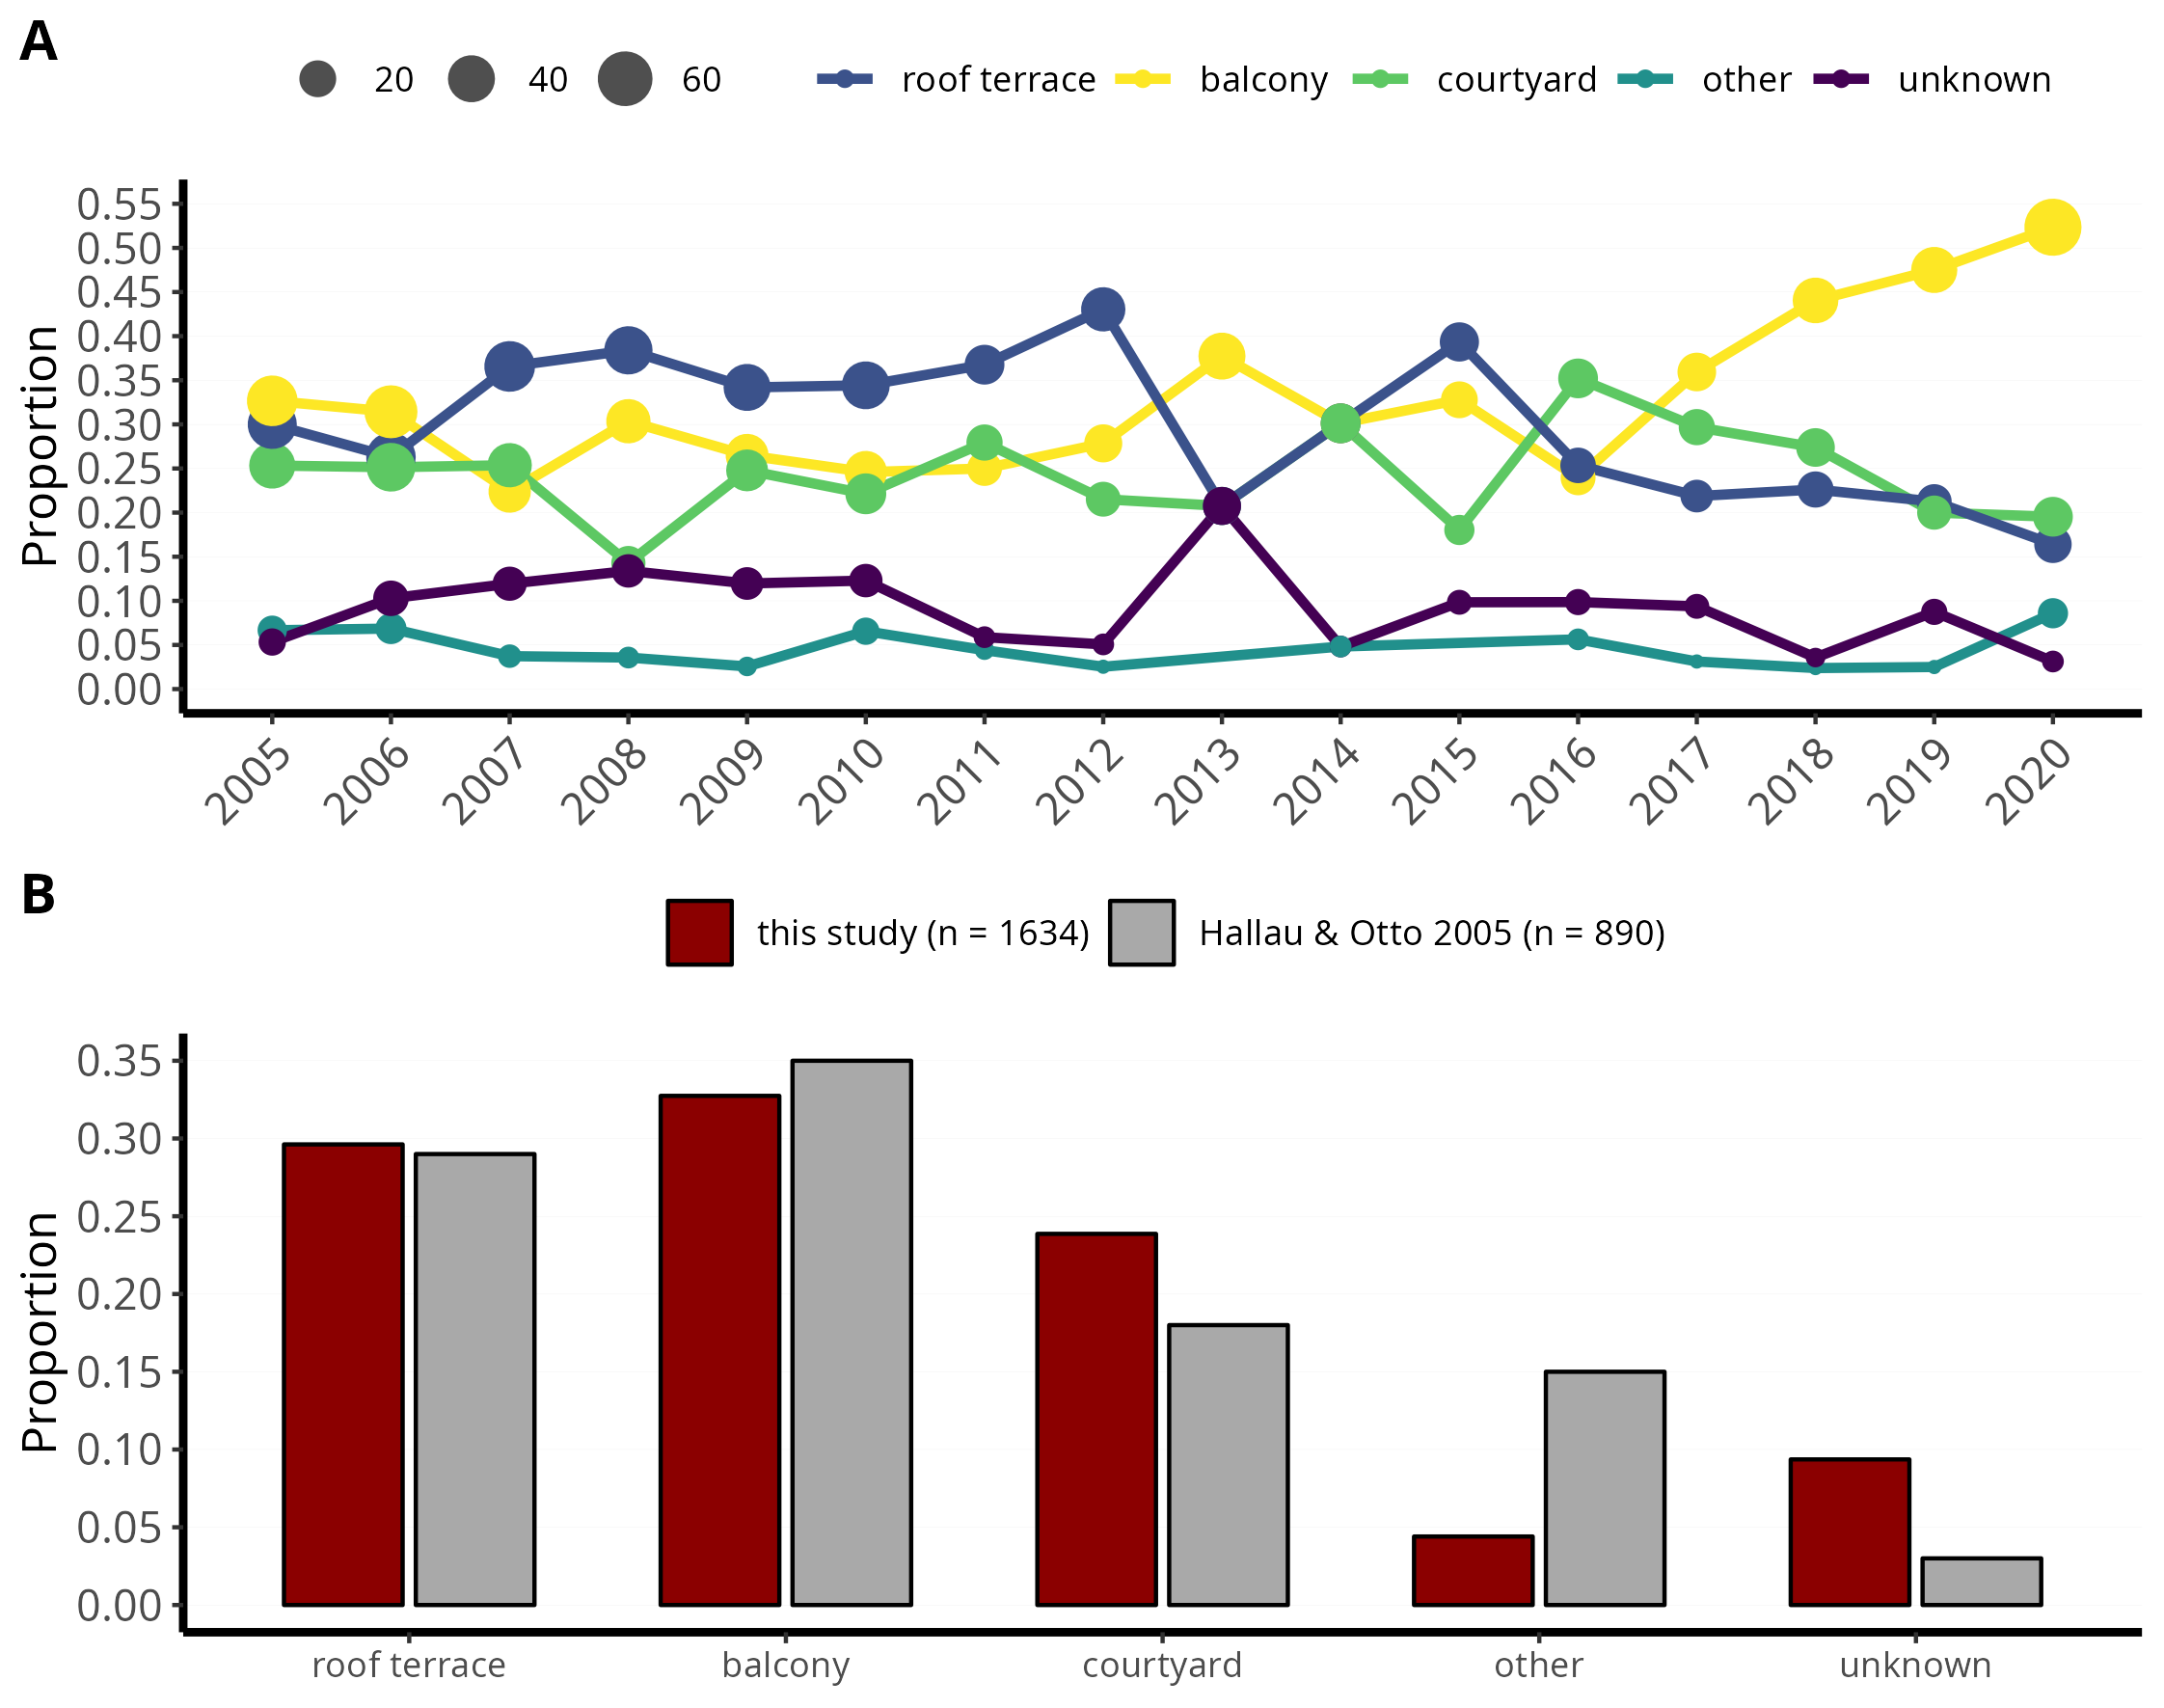 A
20 40 60 roof terrace balcony courtyard other unknown
Proportion
0.55
0.50
0.45
0.40
0.35
0.30
0.25
0.20
0.15
0.10
0.05
0.00
2005 2006 2007 2008 2009 2010 2011 2012 2013 2014 2015 2016 2017 2018 2019 2020
B
this study (n = 1634) Hallau & Otto 2005 (n = 890)
Proportion
0.35
0.30
0.25
0.20
0.15
0.10
0.05
0.00
roof terrace balcony courtyard other unknown